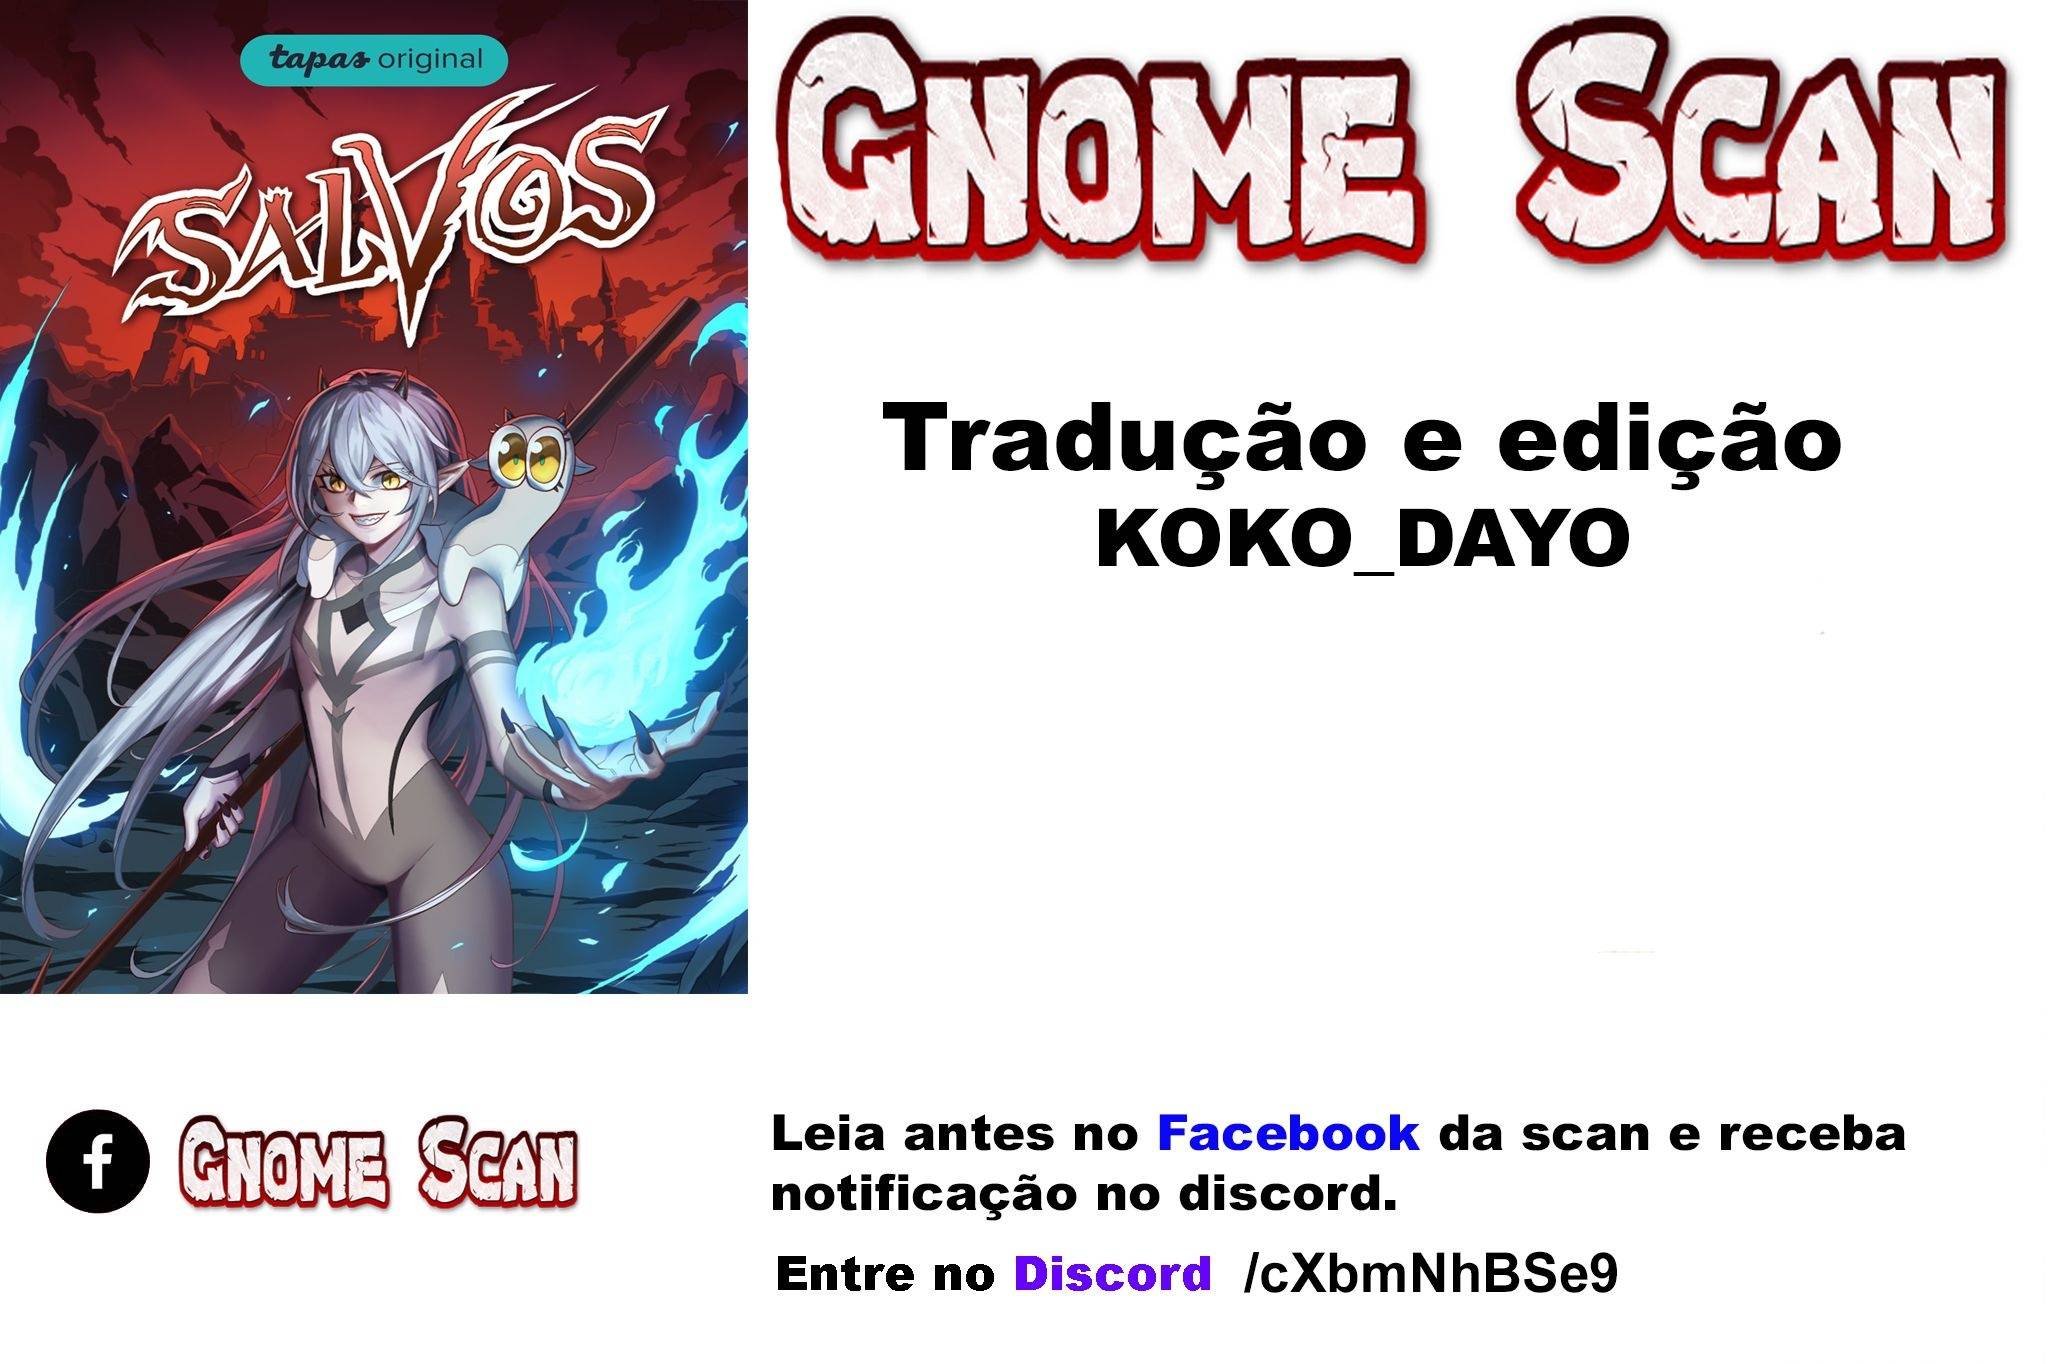 tapas original
SALVOS
GNOME SCAN
Tradução e edição
KOKO_DAYO
f GNOME SCAN
Leia antes no Facebook da scan e receba
notificação no discord.
Entre no Discord /cXbmNhBSe9